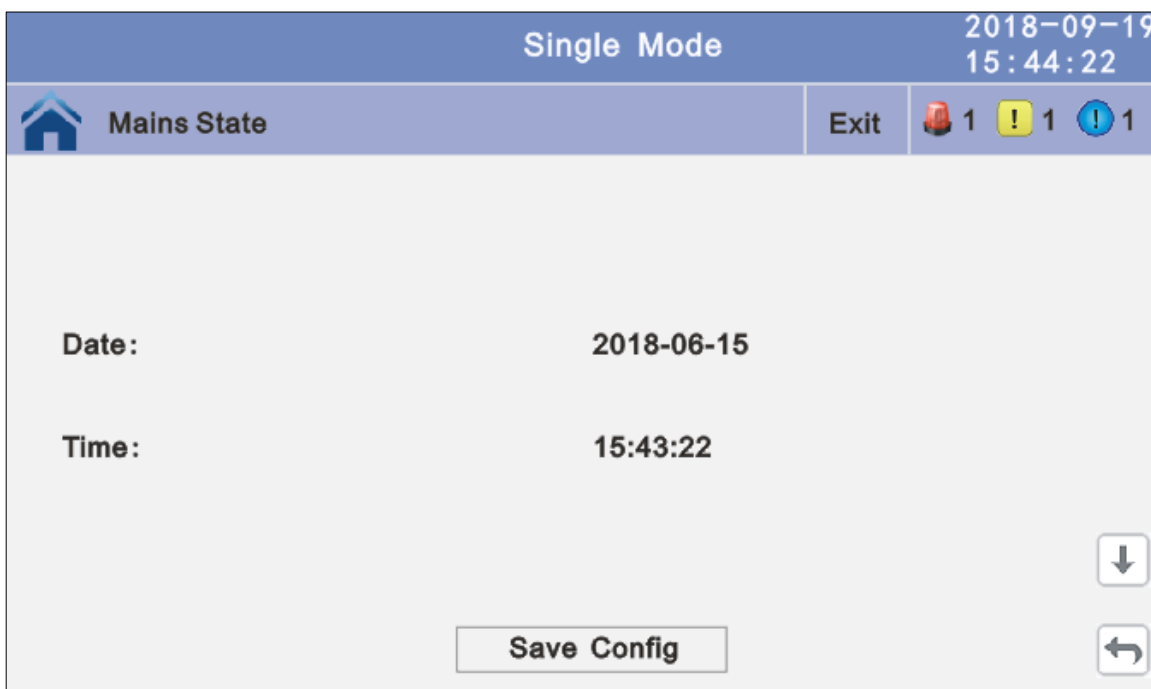 Single Mode
2018-09-19
15:44:22
Mains State
Exit
1
! 1
! 1
Date: 2018-06-15
Time: 15:43:22
Save Config